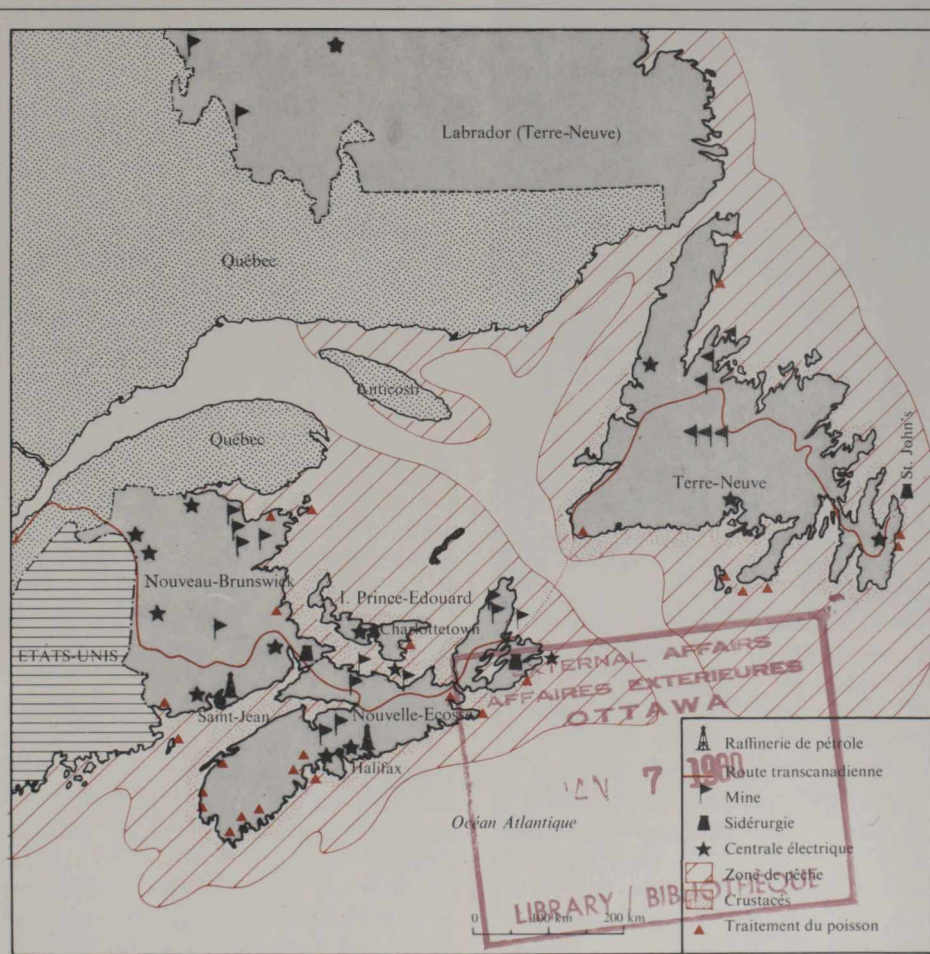 Labrador (Terre-Neuve)
Québec
Anticosti
Québec
Terre-Neuve
St. John's
Nouveau-Brunswick
I. Prince-Edouard
Charlottetown
ETATS-UNIS
Saint-Jean
Nouvelle-Ecosse
Halifax
Océan Atlantique
0 100 km 200 km
EXTERNAL AFFAIRS
AFFAIRES EXTERIEURES
OTTAWA
7
LIBRARY / BIBLIOTHÈQUE
Raffinerie de pétrole
Route transcanadienne
Mine
Sidérurgie
Centrale électrique
Zone de pêche
Crustacés
Traitement du poisson